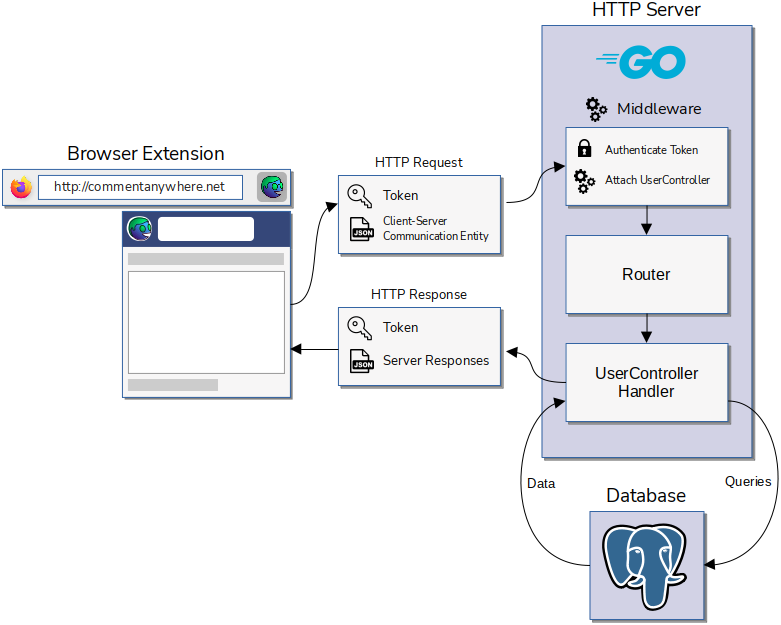 HTTP Server
GO
Middleware
Authenticate Token
Attach UserController
Router
UserController
Handler
Browser Extension
http://commentanywhere.net
HTTP Request
Token
Client-Server
Communication Entity
JSON
HTTP Response
Token
JSON
Server Responses
Data
Queries
Database